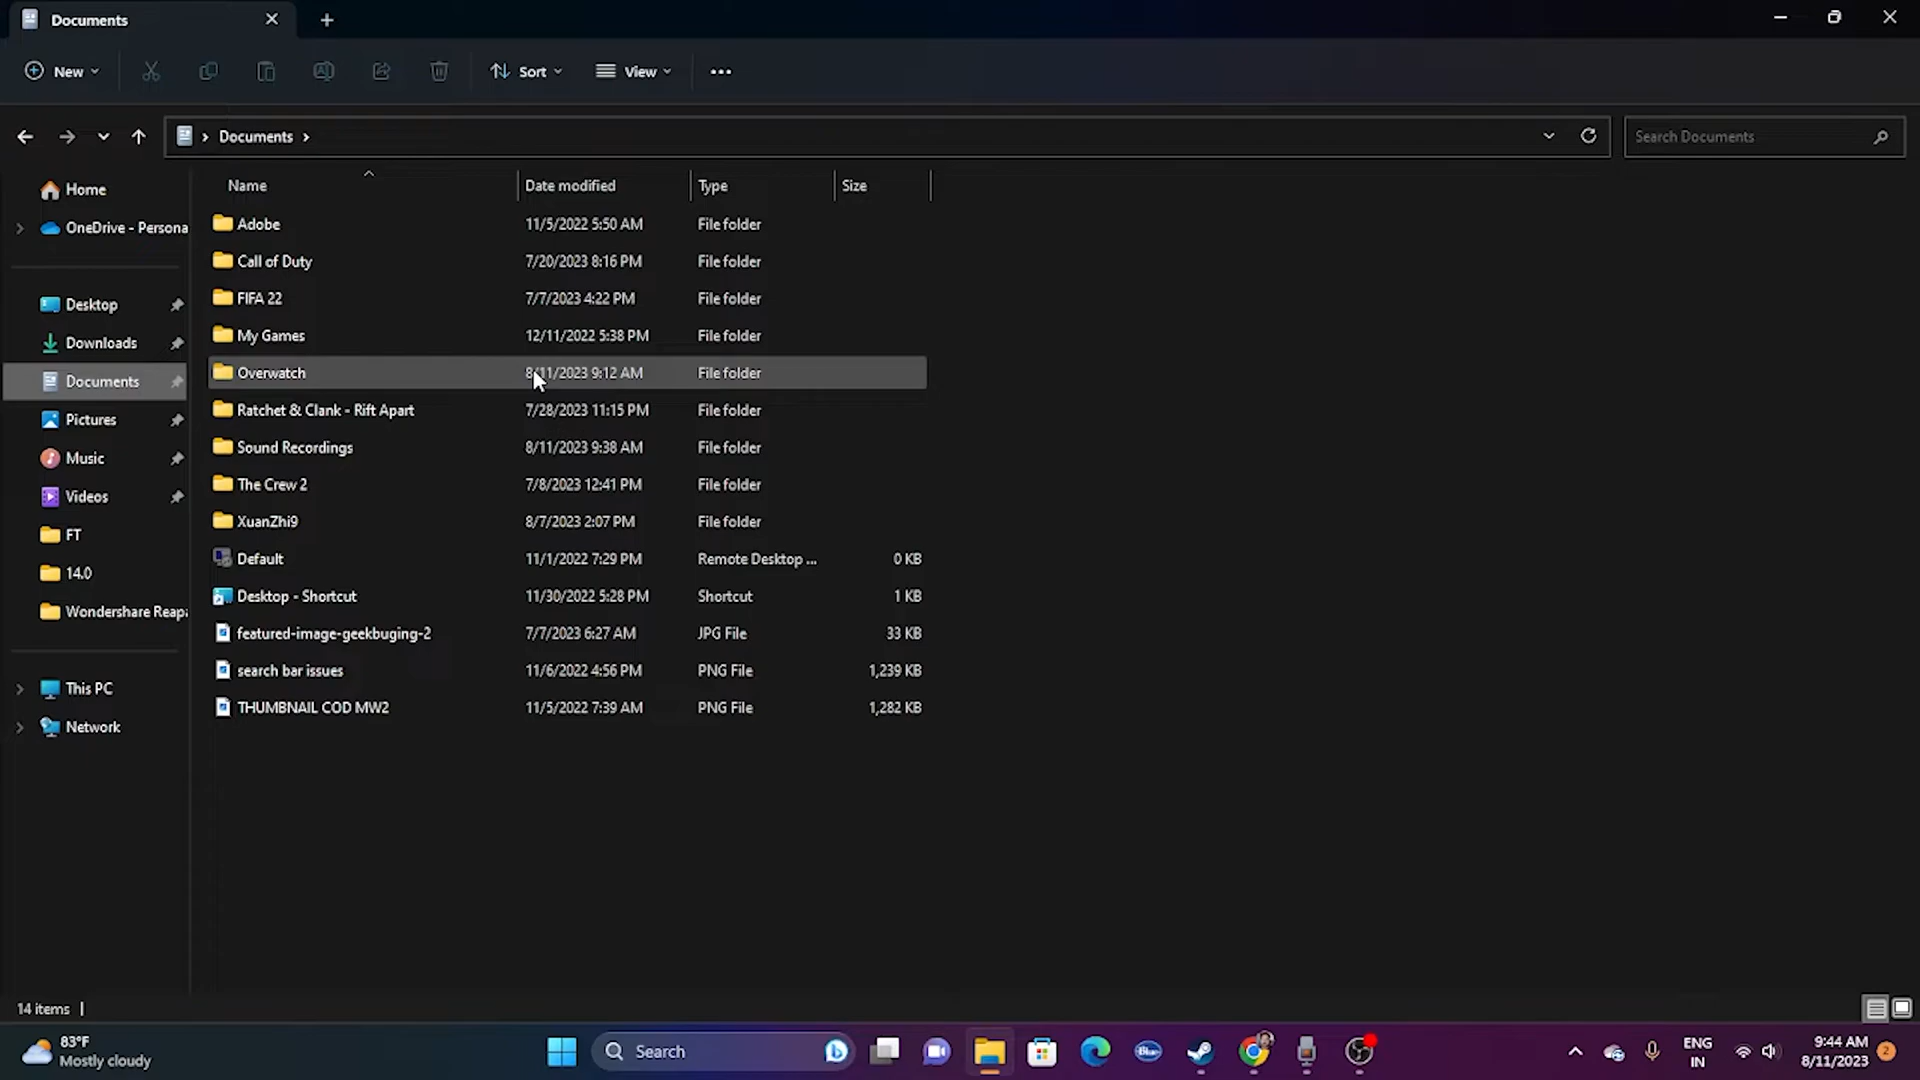 Documents
New
Sort
View
Documents
Search Documents
Name
Date modified
Type
Size
Home
OneDrive - Persona
Desktop
Downloads
Documents
Pictures
Music
Videos
FT
14.0
Wondershare Reapa
This PC
Network
Adobe 11/5/2022 5:50 AM File folder
Call of Duty 7/20/2023 8:16 PM File folder
FIFA 22 7/7/2023 4:22 PM File folder
My Games 12/11/2022 5:38 PM File folder
Overwatch 8/11/2023 9:12 AM File folder
Ratchet & Clank - Rift Apart 7/28/2023 11:15 PM File folder
Sound Recordings 8/11/2023 9:38 AM File folder
The Crew 2 7/8/2023 12:41 PM File folder
XuanZhi9 8/7/2023 2:07 PM File folder
Default 11/1/2022 7:29 PM Remote Desktop ... 0 KB
Desktop - Shortcut 11/30/2022 5:28 PM Shortcut 1 KB
featured-image-geekbuging-2 7/7/2023 6:27 AM JPG File 33 KB
search bar issues 11/6/2022 4:56 PM PNG File 1,239 KB
THUMBNAIL COD MW2 11/5/2022 7:39 AM PNG File 1,282 KB
14 items
83°F
Mostly cloudy
Search
ENG
IN
9:44 AM
8/11/2023
2